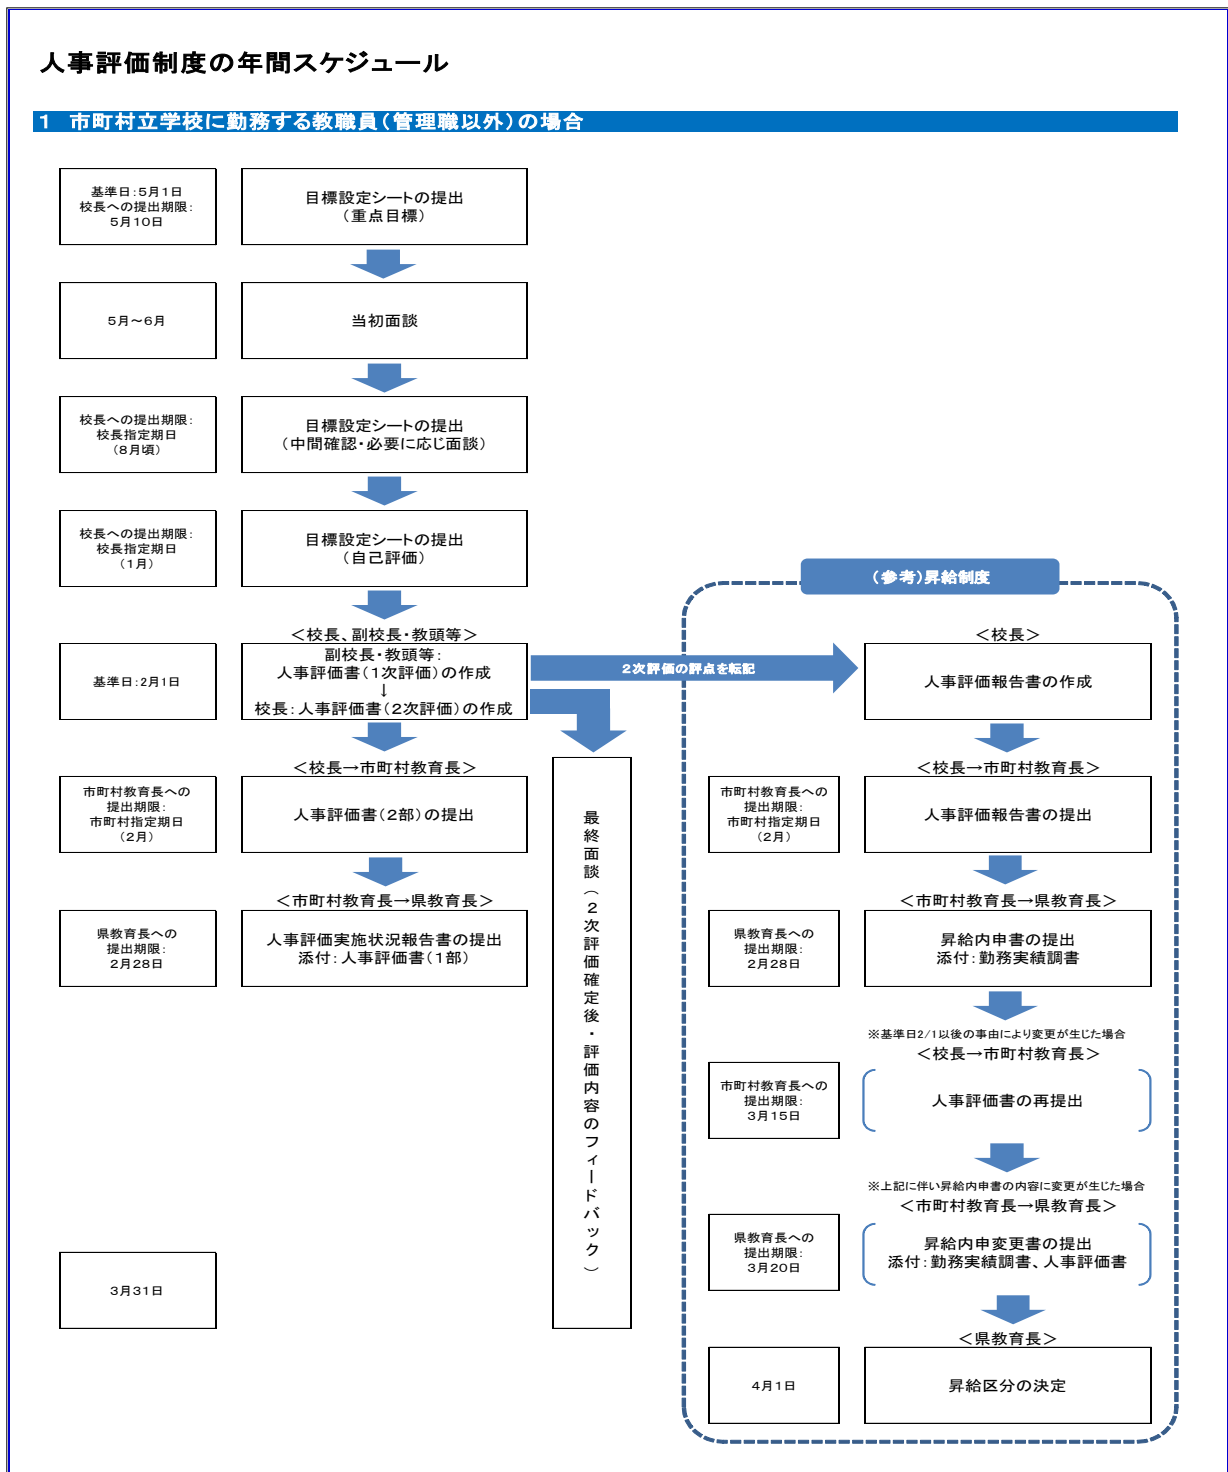 人事評価制度の年間スケジュール
1 市町村立学校に勤務する教職員(管理職以外)の場合
基準日:5月1日
校長への提出期限:
5月10日
目標設定シートの提出
(重点目標)
5月~6月
当初面談
校長への提出期限:
校長指定期日
(8月頃)
目標設定シートの提出
(中間確認・必要に応じ面談)
校長への提出期限:
校長指定期日
(1月)
目標設定シートの提出
(自己評価)
<校長、副校長・教頭等>
基準日:2月1日
副校長・教頭等:
人事評価書(1次評価)の作成
↓
校長:人事評価書(2次評価)の作成
2次評価の評点を転記
<校長→市町村教育長>
市町村教育長への
提出期限:
市町村指定期日
(2月)
人事評価書(2部)の提出
<市町村教育長→県教育長>
県教育長への
提出期限:
2月28日
人事評価実施状況報告書の提出
添付:人事評価書(1部)
3月31日
最終面談(2次評価確定後・評価内容のフィードバック)
(参考)昇給制度
<校長>
人事評価報告書の作成
<校長→市町村教育長>
市町村教育長への
提出期限:
市町村指定期日
(2月)
人事評価報告書の提出
<市町村教育長→県教育長>
県教育長への
提出期限:
2月28日
昇給内申書の提出
添付:勤務実績調書
※基準日2/1以後の事由により変更が生じた場合
<校長→市町村教育長>
市町村教育長への
提出期限:
3月15日
人事評価書の再提出
※上記に伴い昇給内申書の内容に変更が生じた場合
<市町村教育長→県教育長>
県教育長への
提出期限:
3月20日
昇給内申変更書の提出
添付:勤務実績調書、人事評価書
<県教育長>
4月1日
昇給区分の決定